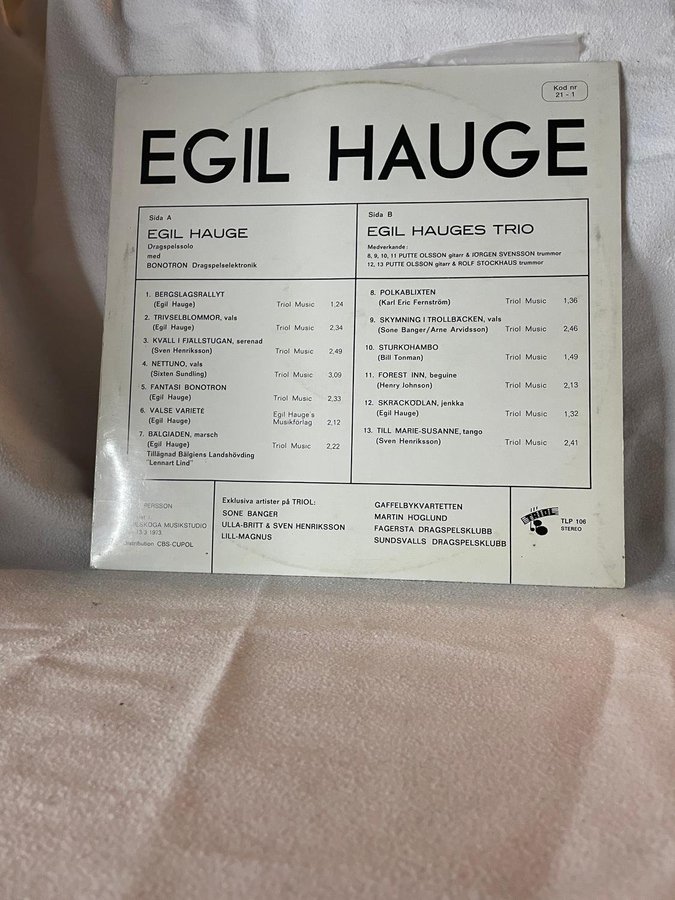 Kod nr
21 - 1
EGIL HAUGE
Sida A
EGIL HAUGE
Dragspelssolo
med
BONOTRON Dragspelselektronik
1. BERGSLAGSRALLYT
(Egil Hauge) Triol Music 1,24
2. TRIVSELBLOMMOR, vals
(Egil Hauge) Triol Music 2,34
3. KVÄLL I FJÄLLSTUGAN, serenad
(Sven Henriksson) Triol Music 2,49
4. NETTUNO, vals
(Sixten Sundling) Triol Music 3,09
5. FANTASI BONOTRON
(Egil Hauge) Triol Music 2,33
6. VALSE VARIETÉ Egil Hauge's
(Egil Hauge) Musikförlag 2,12
7. BÄLGIADEN, marsch
(Egil Hauge) Triol Music 2,22
Tillägnad Bälgiens Landshövding
"Lennart Lind"
Sida B
EGIL HAUGES TRIO
Medverkande:
8, 9, 10, 11 PUTTE OLSSON gitarr & JÖRGEN SVENSSON trummor
12, 13 PUTTE OLSSON gitarr & ROLF STOCKHAUS trummor
8. POLKABLIXTEN
(Karl Eric Fernström) Triol Music 1,36
9. SKYMNING I TROLLBÄCKEN, vals
(Sone Banger/Arne Arvidsson) Triol Music 2,46
10. STURKÖHAMBO
(Bill Tonman) Triol Music 1,49
11. FOREST INN, beguine
(Henry Johnson) Triol Music 2,13
12. SKRÄCKÖDLAN, jenkka
(Egil Hauge) Triol Music 1,32
13. TILL MARIE-SUSANNE, tango
(Sven Henriksson) Triol Music 2,41
PERSSON
MUSIKSTUDIO
1973.
Distribution CBS-CUPOL
Exklusiva artister på TRIOL:
SONE BANGER
ULLA-BRITT & SVEN HENRIKSSON
LILL-MAGNUS
GAFFELBYKVARTETTEN
MARTIN HÖGLUND
FAGERSTA DRAGSPELSKLUBB
SUNDSVALLS DRAGSPELSKLUBB
TLP 106
STEREO